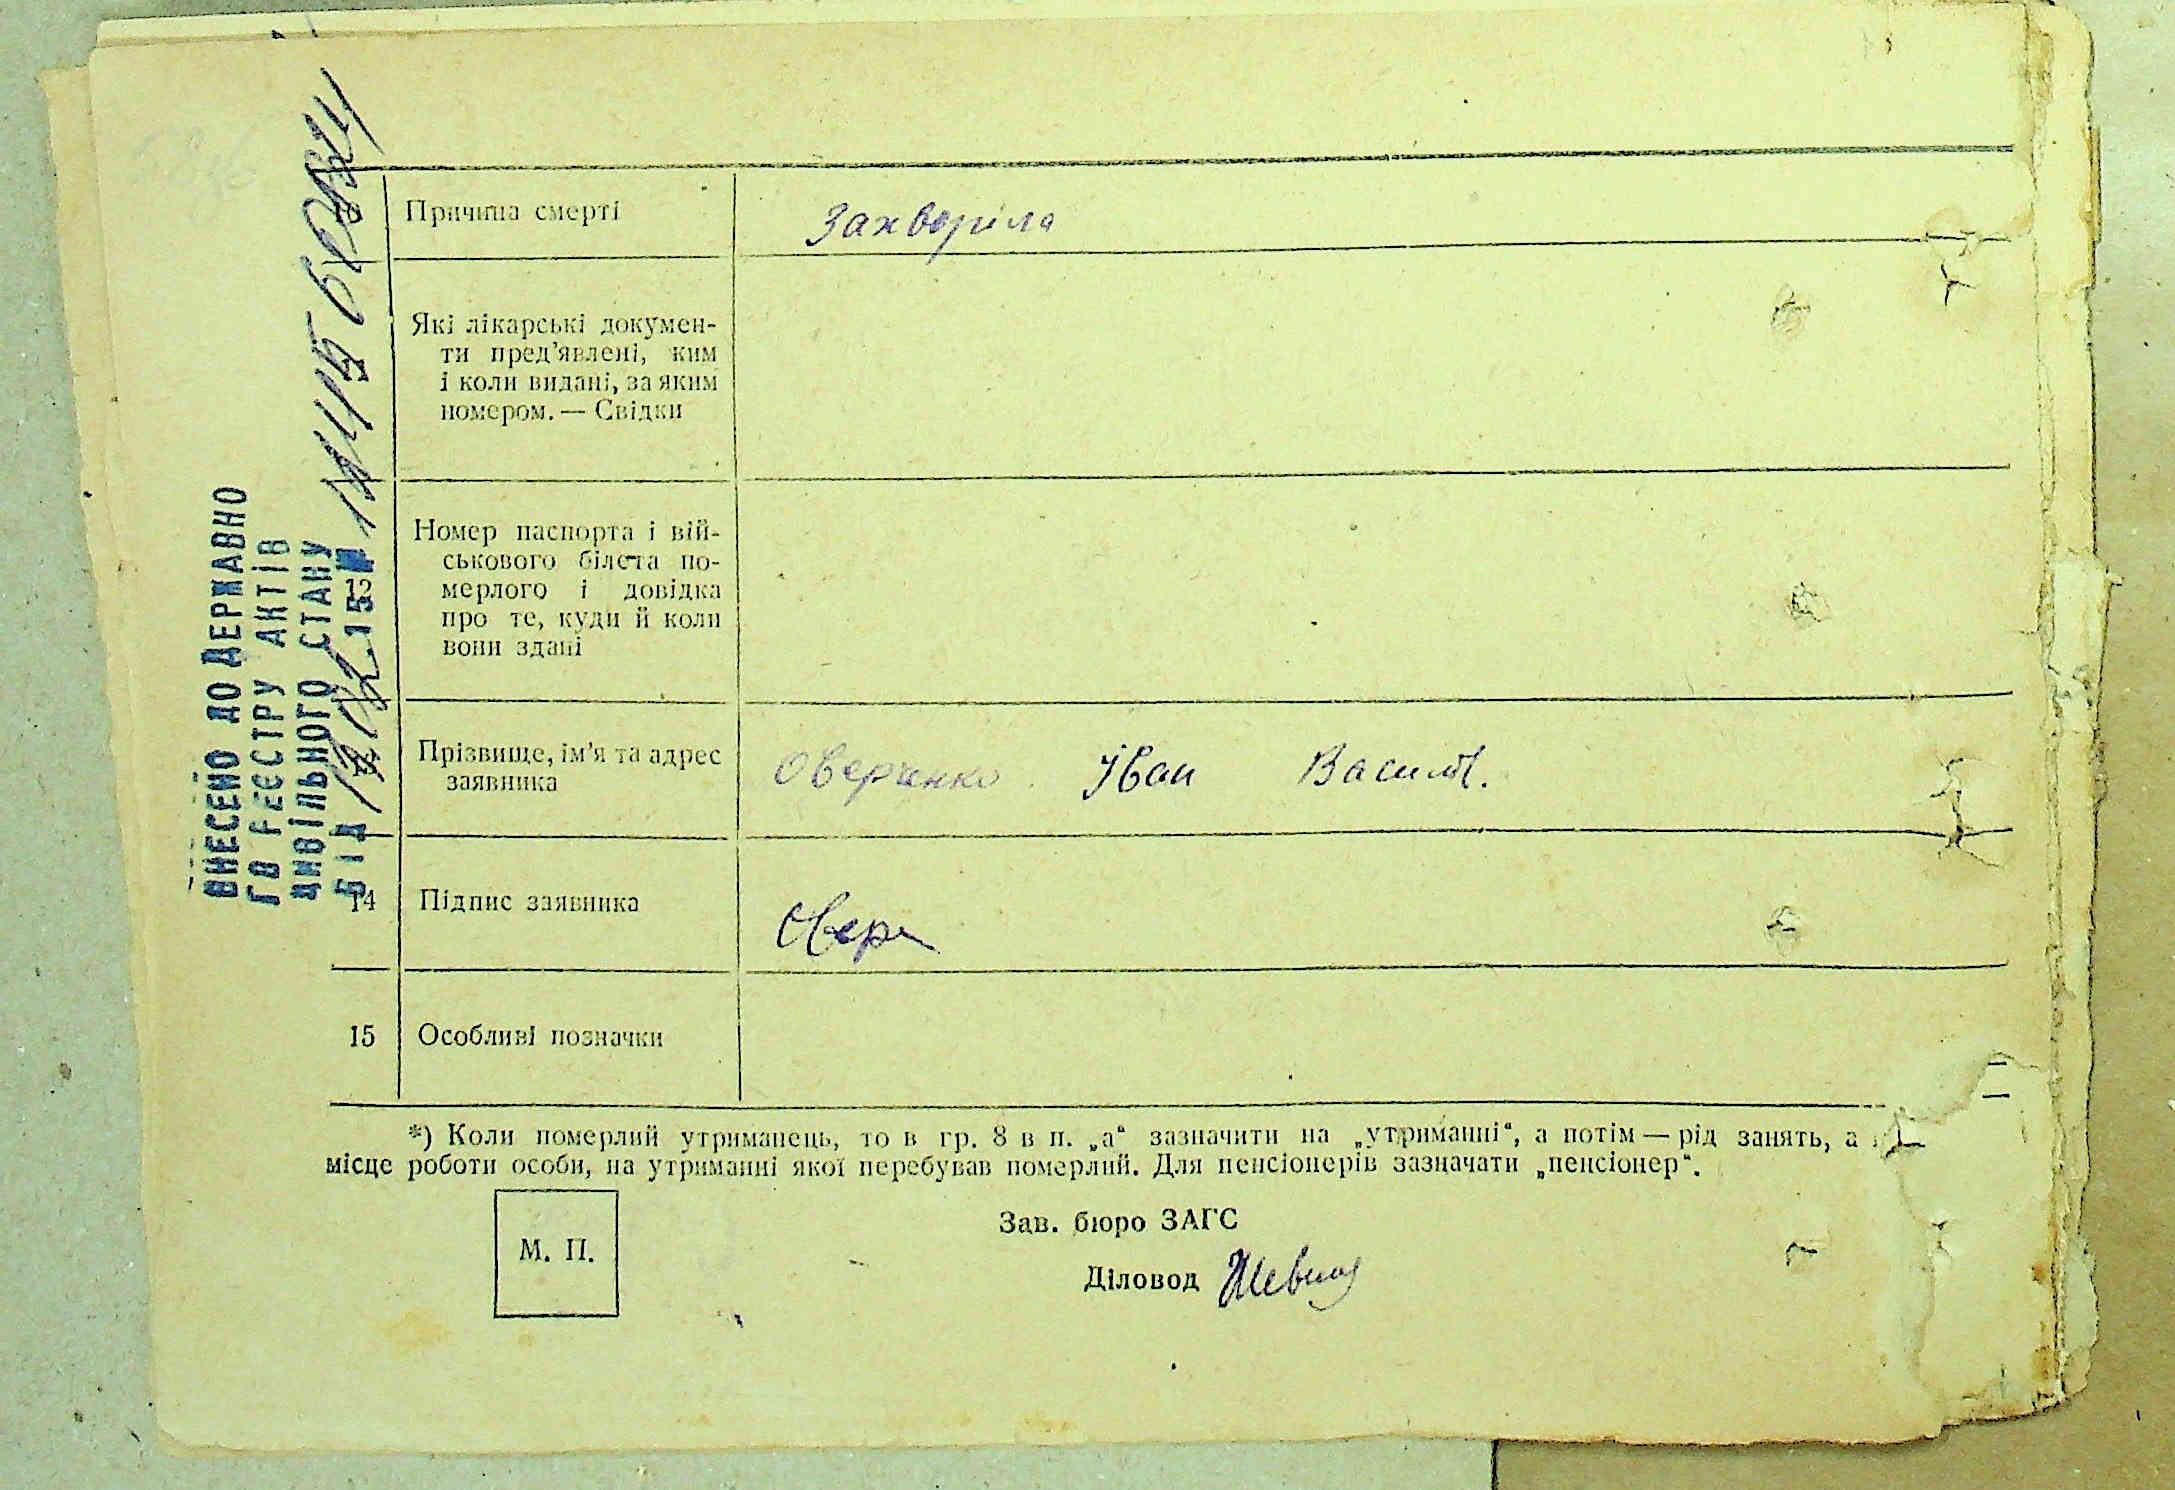 Причина смерті
Захворіла
Які лікарські докумен-
ти пред’явлені, ким
і коли видані, за яким
номером. — Свідки
Номер паспорта і вій-
ськового білета по-
мерлого і довідка
про те, куди й коли
вони здані
Прізвище, ім’я та адрес
заявника
Іван
14 Підпис заявника
15 Особливі позначки
*) Коли померлий утриманець, то в гр. 8 в п. „а“ зазначити на „утриманні“, а потім — рід занять, а
місце роботи особи, на утриманні якої перебував померлий. Для пенсіонерів зазначати „пенсіонер“.
М. П.
Зав. бюро ЗАГС
Діловод
ВНЕСЕНО ДО ДЕРЖАВНО
ГО РЕЄСТРУ АКТІВ
ЦИВІЛЬНОГО СТАНУ
ВІД